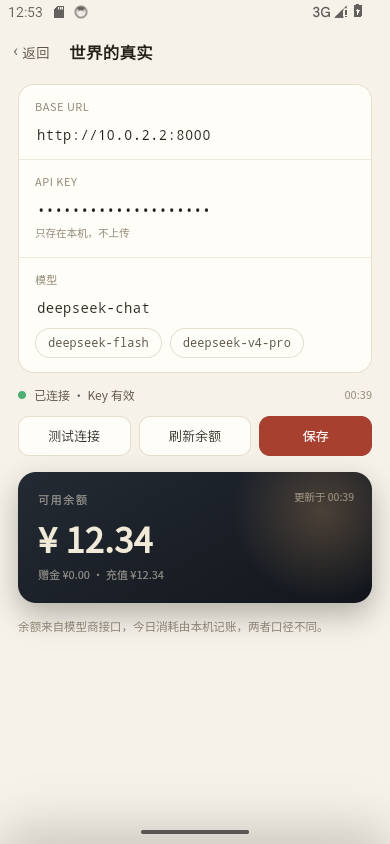 12:53
3G
返回 世界的真实
BASE URL
http://10.0.2.2:8000
API KEY
••••••••••••••••••••
只存在本机，不上传
模型
deepseek-chat
deepseek-flash deepseek-v4-pro
已连接 · Key 有效 00:39
测试连接 刷新余额 保存
可用余额 更新于 00:39
¥ 12.34
赠金 ¥0.00 · 充值 ¥12.34
余额来自模型商接口，今日消耗由本机记账，两者口径不同。